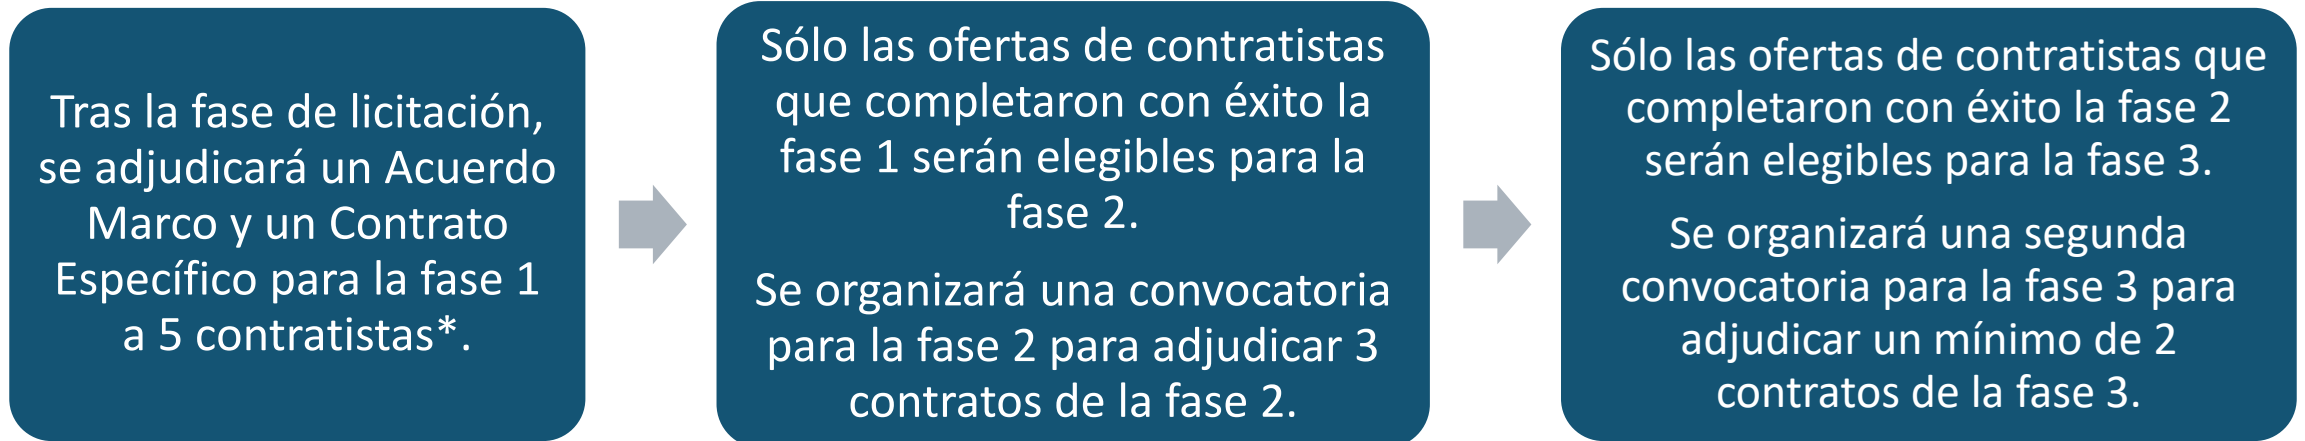 Tras la fase de licitación,
se adjudicará un Acuerdo
Marco y un Contrato
Específico para la fase 1
a 5 contratistas*.
Sólo las ofertas de contratistas
que completaron con éxito la
fase 1 serán elegibles para la
fase 2.
Se organizará una convocatoria
para la fase 2 para adjudicar 3
contratos de la fase 2.
Sólo las ofertas de contratistas que
completaron con éxito la fase 2
serán elegibles para la fase 3.
Se organizará una segunda
convocatoria para la fase 3 para
adjudicar un mínimo de 2
contratos de la fase 3.